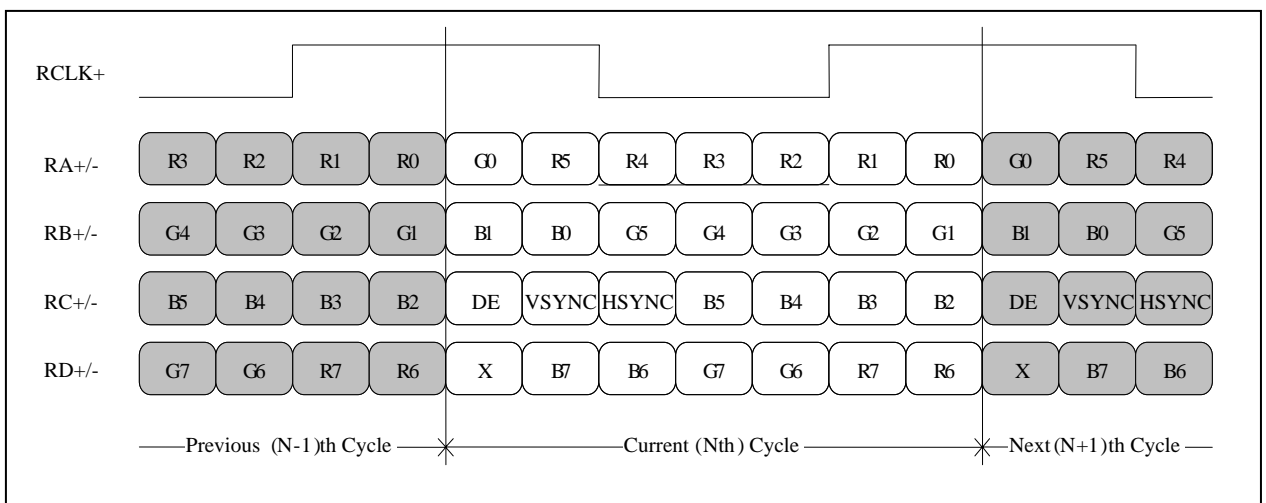 RCLK+
RA+/- R3 R2 R1 R0 G0 R5 R4 R3 R2 R1 R0 G0 R5 R4
RB+/- G4 G3 G2 G1 B1 B0 G5 G4 G3 G2 G1 B1 B0 G5
RC+/- B5 B4 B3 B2 DE VSYNC HSYNC B5 B4 B3 B2 DE VSYNC HSYNC
RD+/- G7 G6 R7 R6 X B7 B6 G7 G6 R7 R6 X B7 B6
Previous (N-1)th Cycle Current (Nth) Cycle Next (N+1)th Cycle